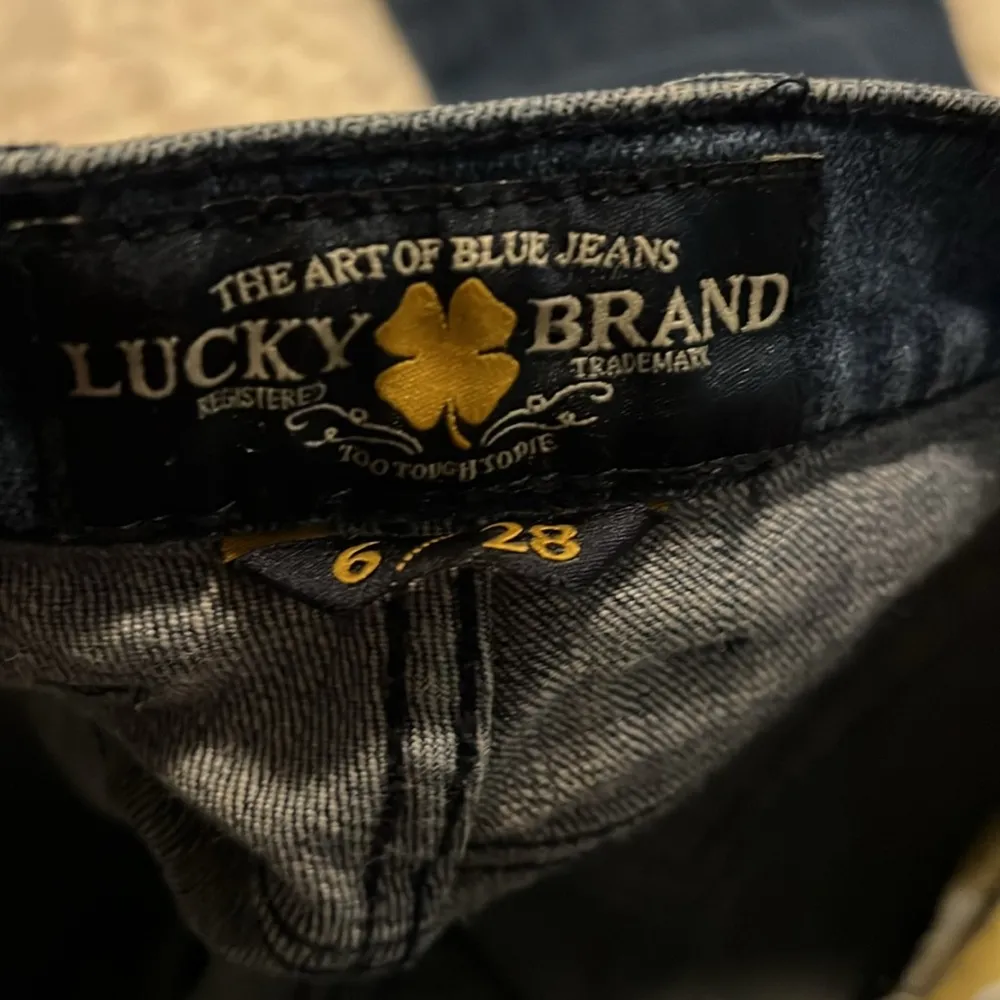 THE ART OF BLUE JEANS
LUCKY BRAND
REGISTERED TRADEMARK
TOO TOUGH TO DIE
6 / 28